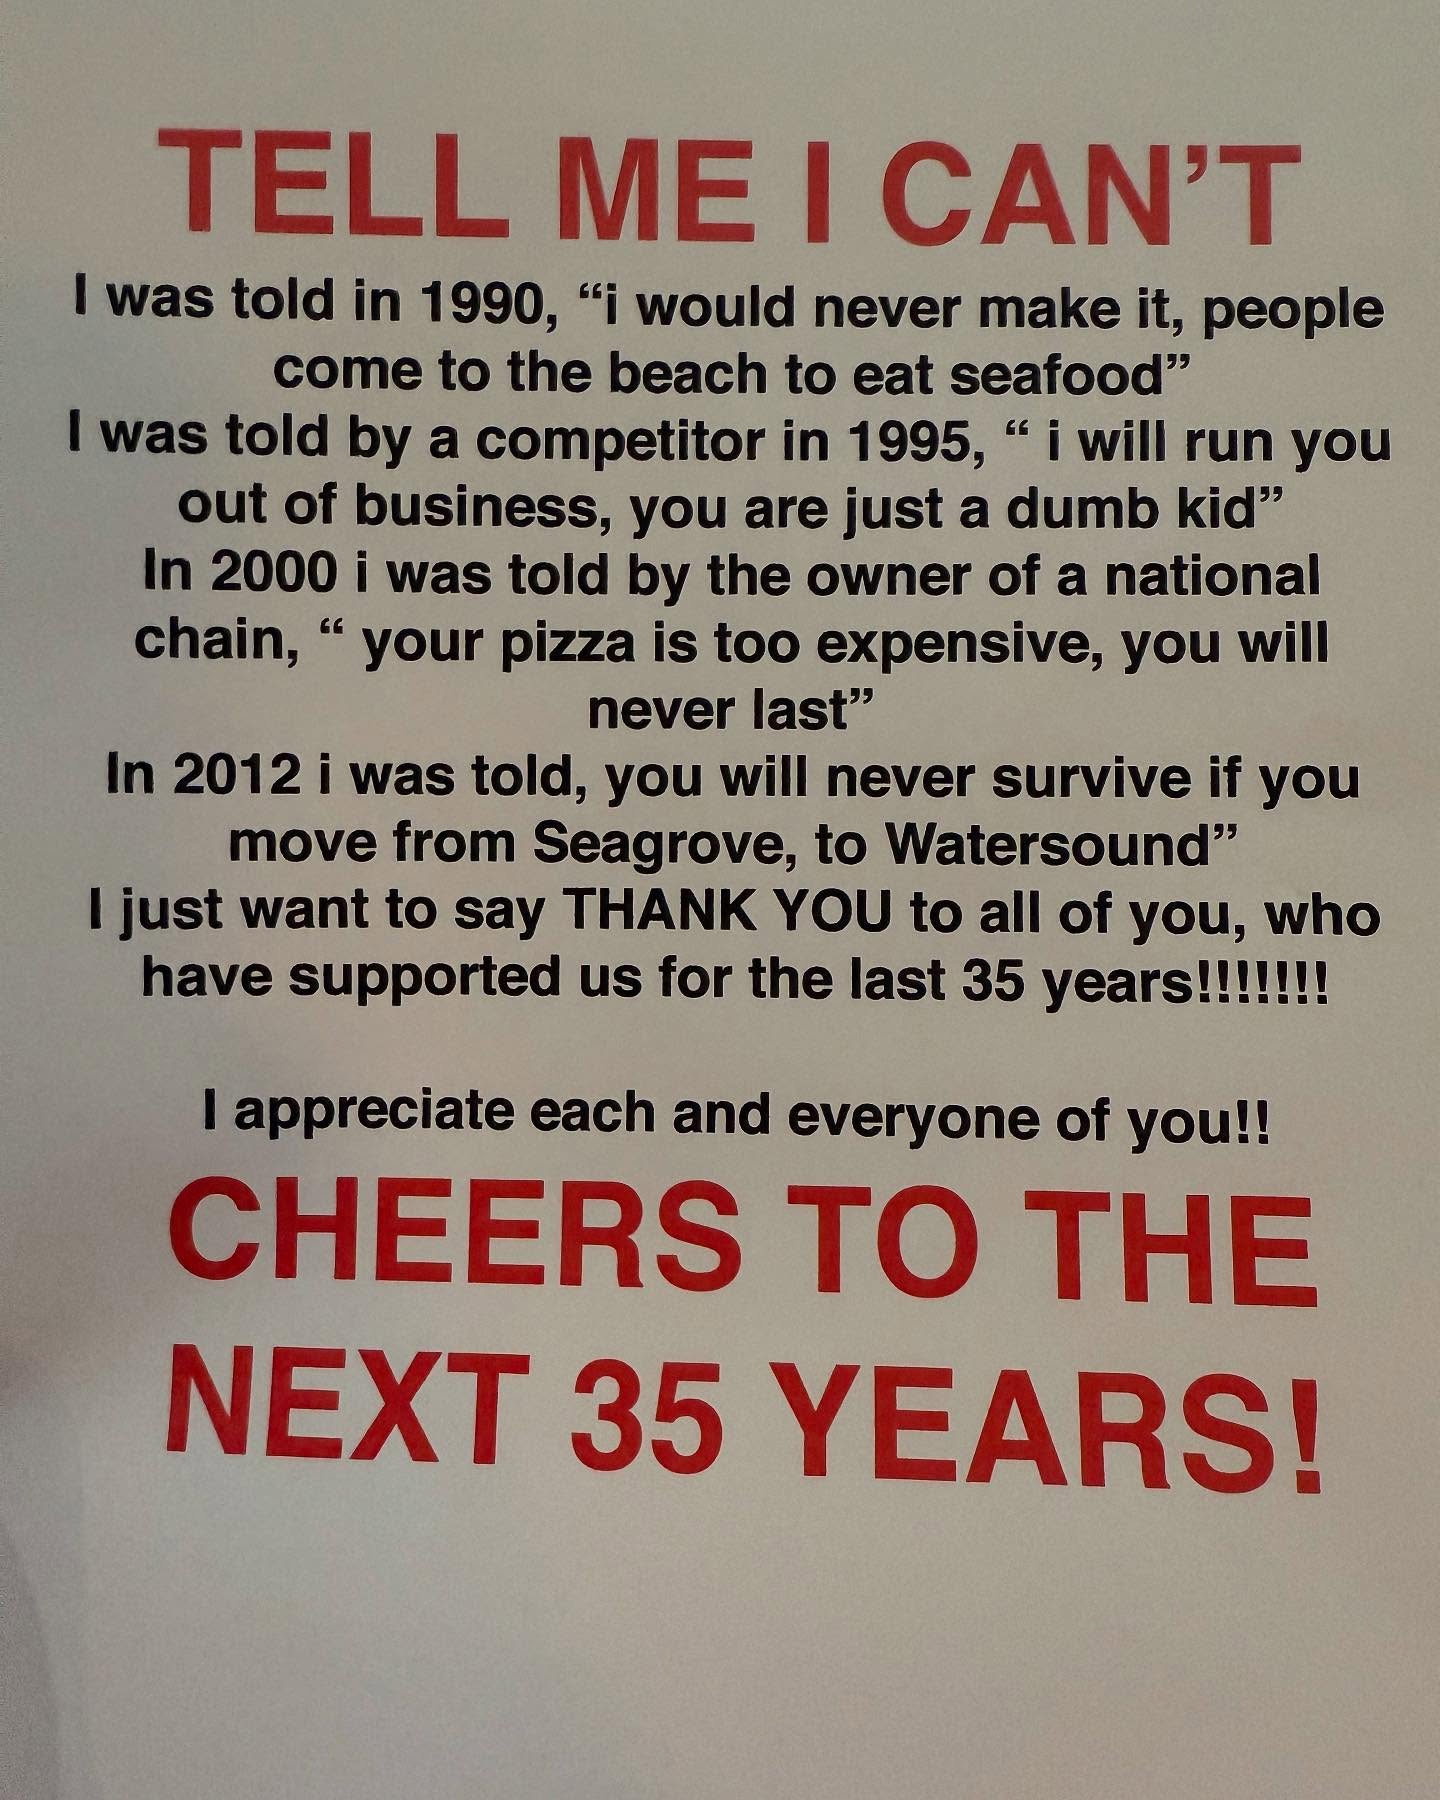 TELL ME I CAN’T
I was told in 1990, “i would never make it, people
come to the beach to eat seafood”
I was told by a competitor in 1995, “ i will run you
out of business, you are just a dumb kid”
In 2000 i was told by the owner of a national
chain, “ your pizza is too expensive, you will
never last”
In 2012 i was told, you will never survive if you
move from Seagrove, to Watersound”
I just want to say THANK YOU to all of you, who
have supported us for the last 35 years!!!!!!!
I appreciate each and everyone of you!!
CHEERS TO THE
NEXT 35 YEARS!